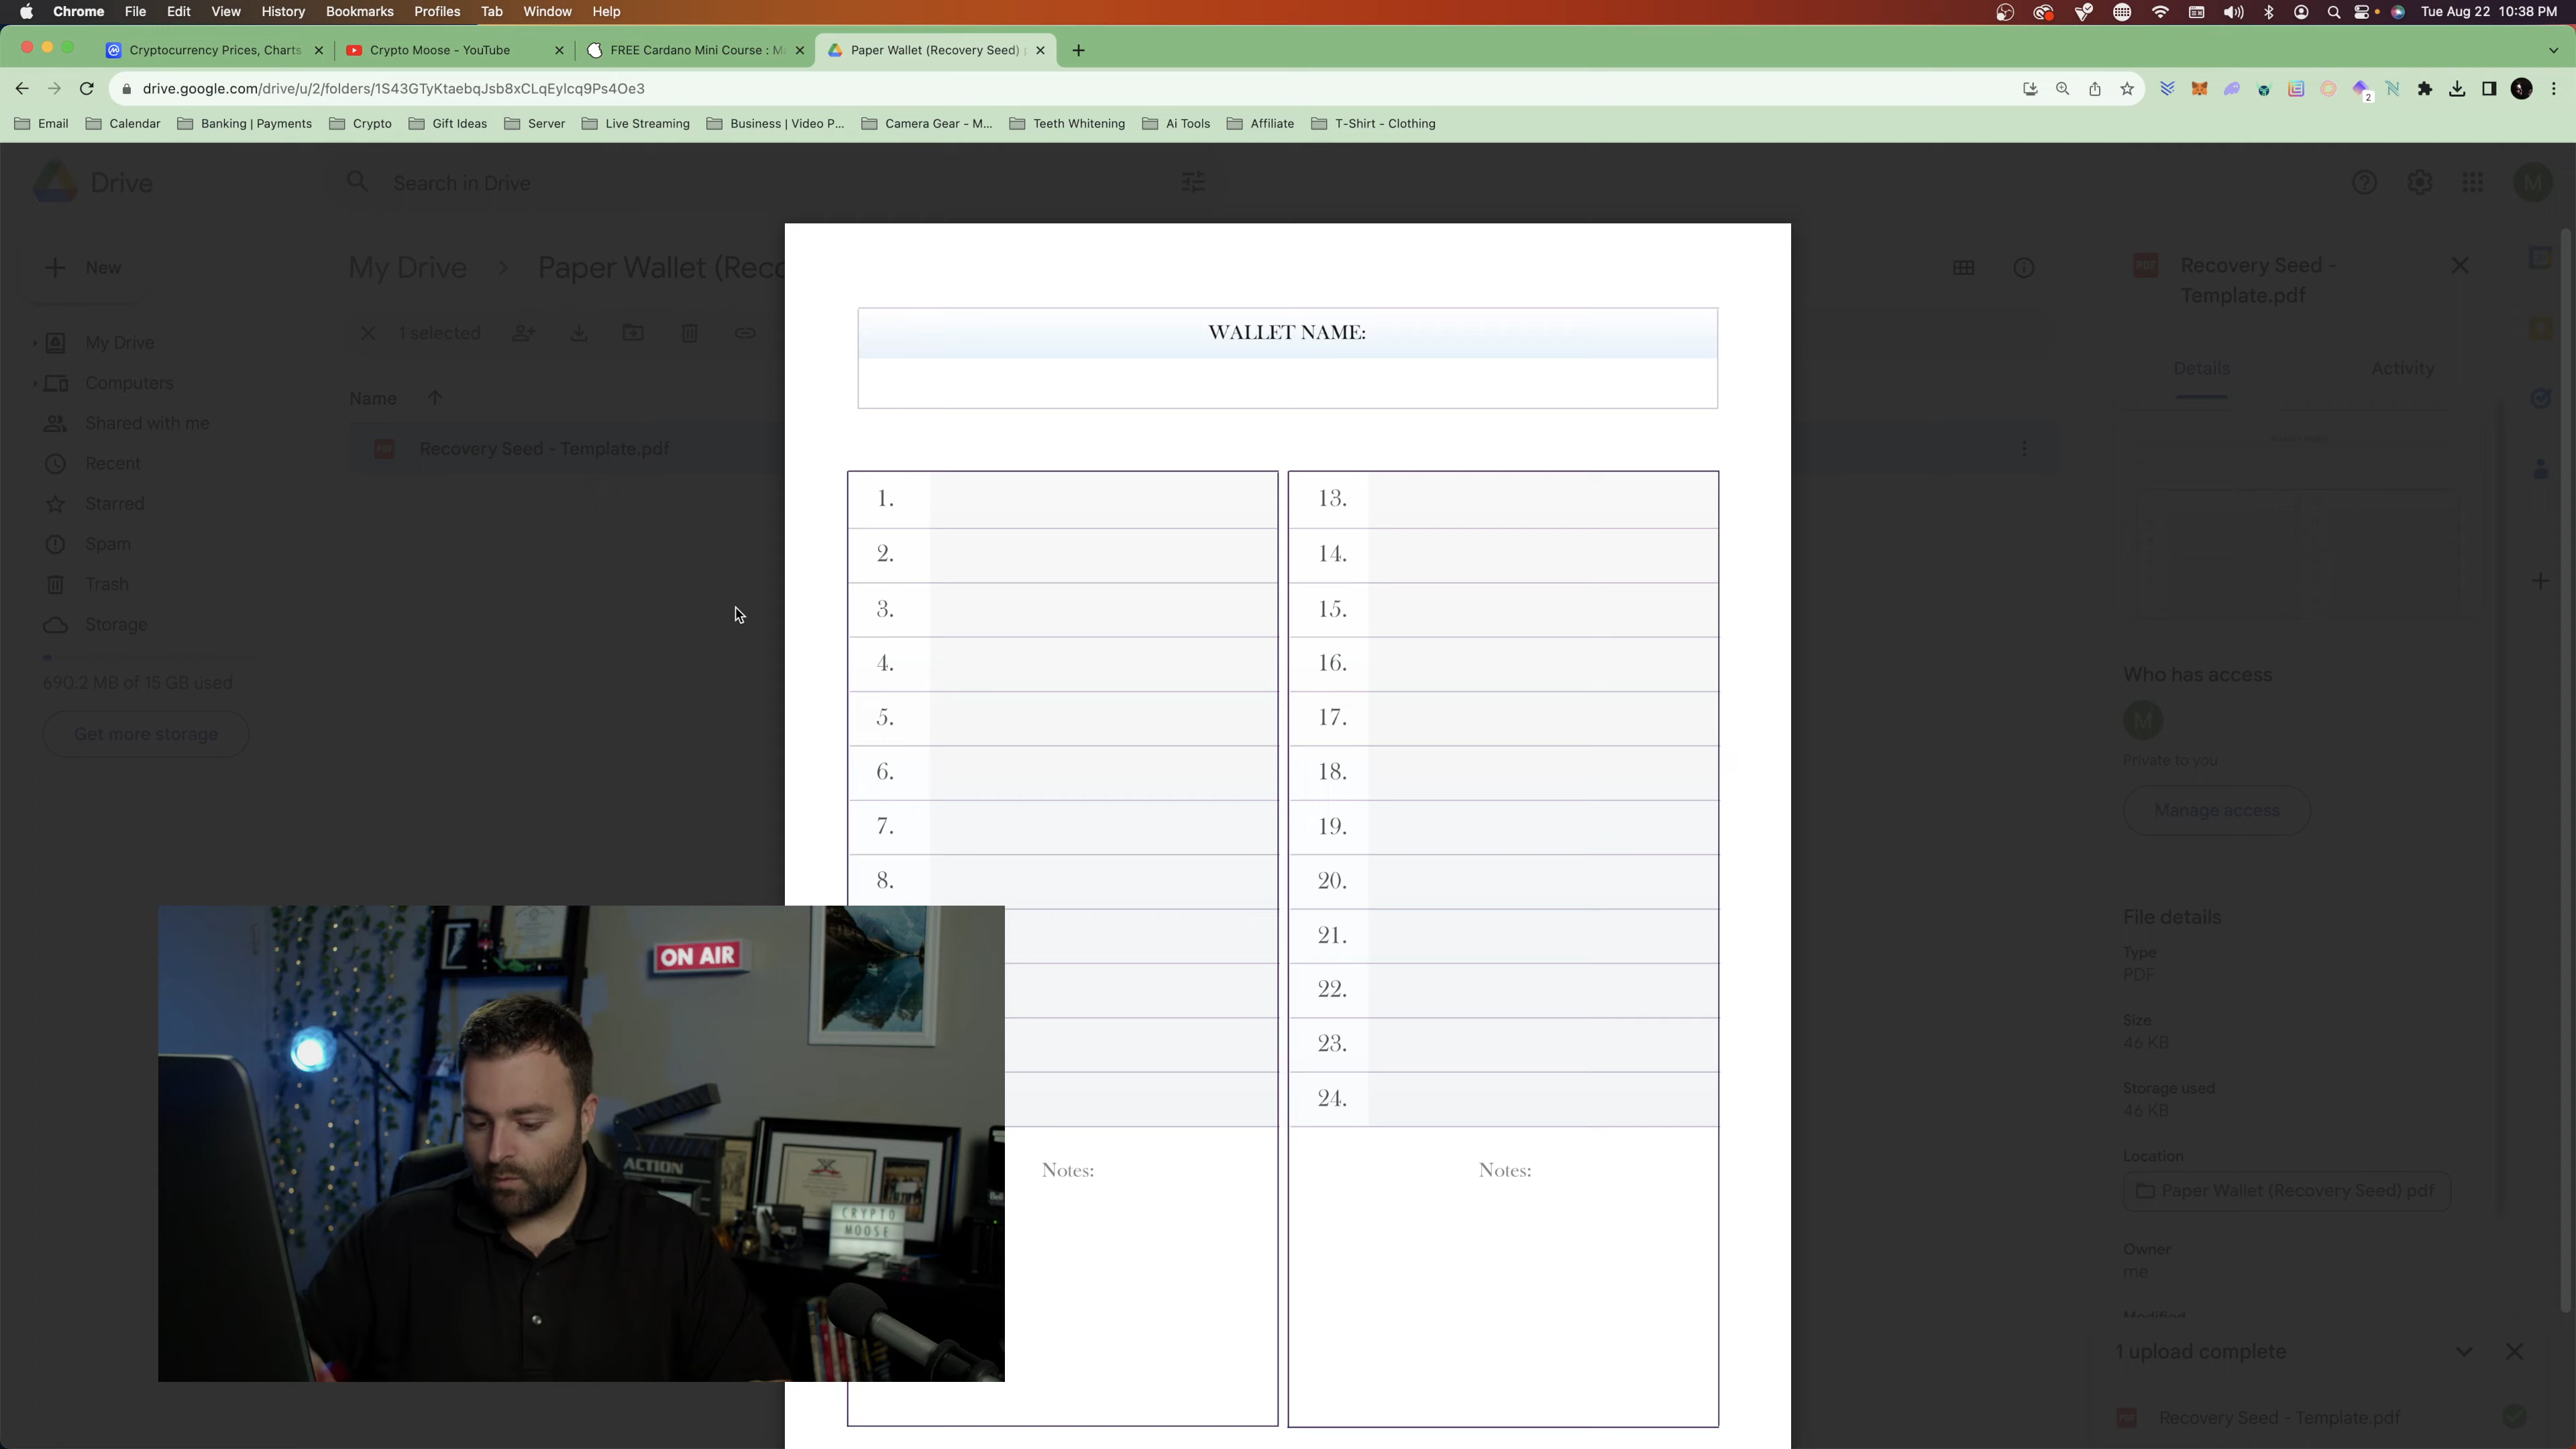 Chrome File Edit View History Bookmarks Profiles Tab Window Help
Tue Aug 22 10:38 PM
Cryptocurrency Prices, Charts
Crypto Moose - YouTube
FREE Cardano Mini Course : M
Paper Wallet (Recovery Seed)
drive.google.com/drive/u/2/folders/1S43GTyKtaebqJsb8xCLqEylcq9Ps4Oe3
2
Email Calendar Banking | Payments Crypto Gift Ideas Server Live Streaming Business | Video P... Camera Gear - M... Teeth Whitening Ai Tools Affiliate T-Shirt - Clothing
Drive
Search in Drive
M
New
My Drive
Computers
Shared with me
Recent
Starred
Spam
Trash
Storage
690.2 MB of 15 GB used
Get more storage
My Drive > Paper Wallet (Reco
1 selected
Name
PDF Recovery Seed - Template.pdf
WALLET NAME:
1.
2.
3.
4.
5.
6.
7.
8.
Notes:
13.
14.
15.
16.
17.
18.
19.
20.
21.
22.
23.
24.
Notes:
ON AIR
ACTION
CRYPTO
MOOSE
PDF Recovery Seed -
Template.pdf
Details Activity
Who has access
M
Private to you
Manage access
File details
Type
PDF
Size
46 KB
Storage used
46 KB
Location
Paper Wallet (Recovery Seed) pdf
Owner
me
Modified
1 upload complete
PDF Recovery Seed - Template.pdf